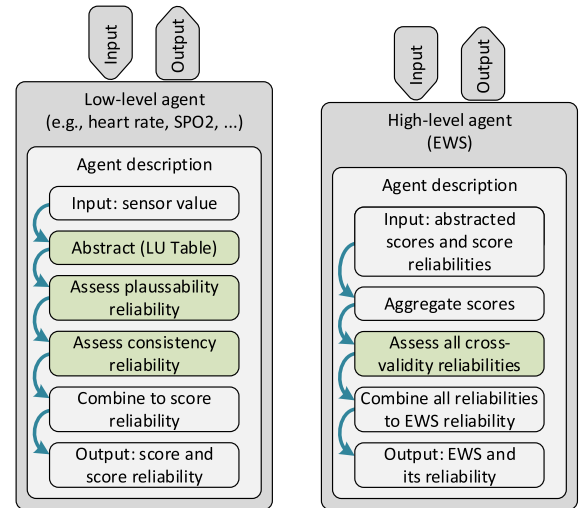 Input
Output
Low-level agent
(e.g., heart rate, SPO2, ...)
Agent description
Input: sensor value
Abstract (LU Table)
Assess plaussability
reliability
Assess consistency
reliability
Combine to score
reliability
Output: score and
score reliability
Input
Output
High-level agent
(EWS)
Agent description
Input: abstracted
scores and score
reliabilities
Aggregate scores
Assess all cross-
validity reliabilities
Combine all reliabilities
to EWS reliability
Output: EWS and
its reliability